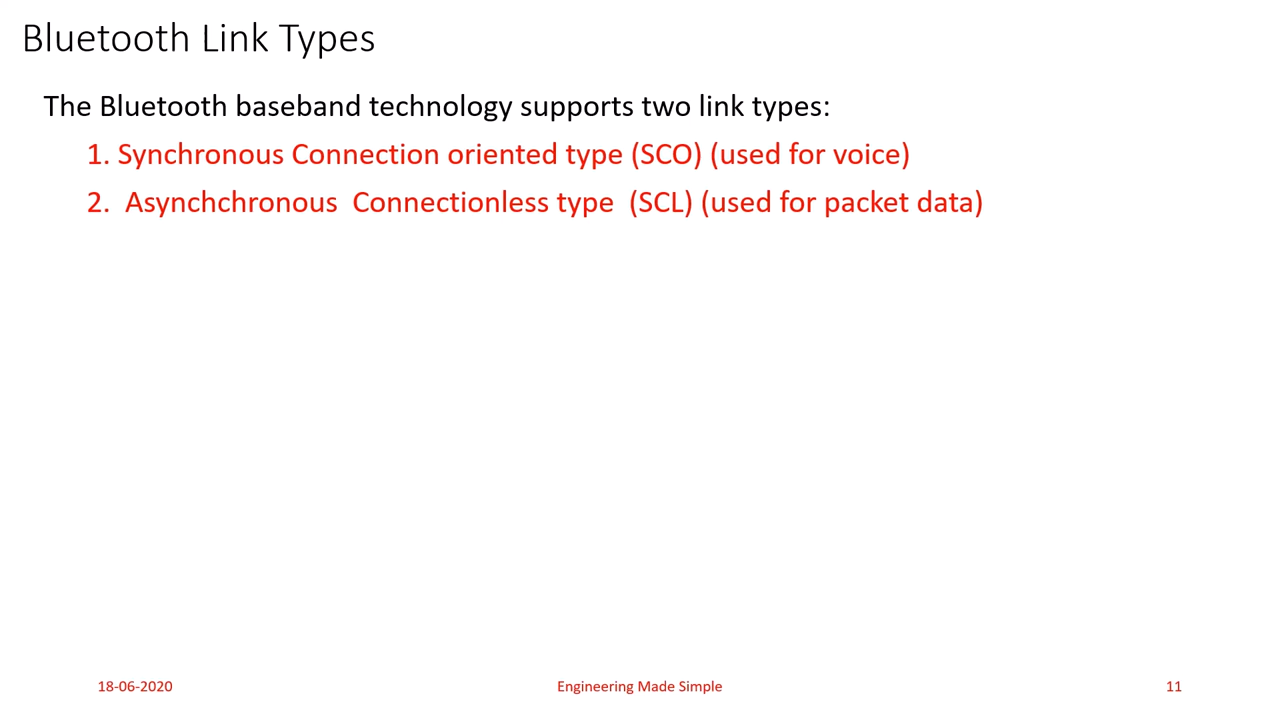 Bluetooth Link Types
The Bluetooth baseband technology supports two link types:
1. Synchronous Connection oriented type (SCO) (used for voice)
2. Asynchchronous Connectionless type (SCL) (used for packet data)
18-06-2020 Engineering Made Simple 11